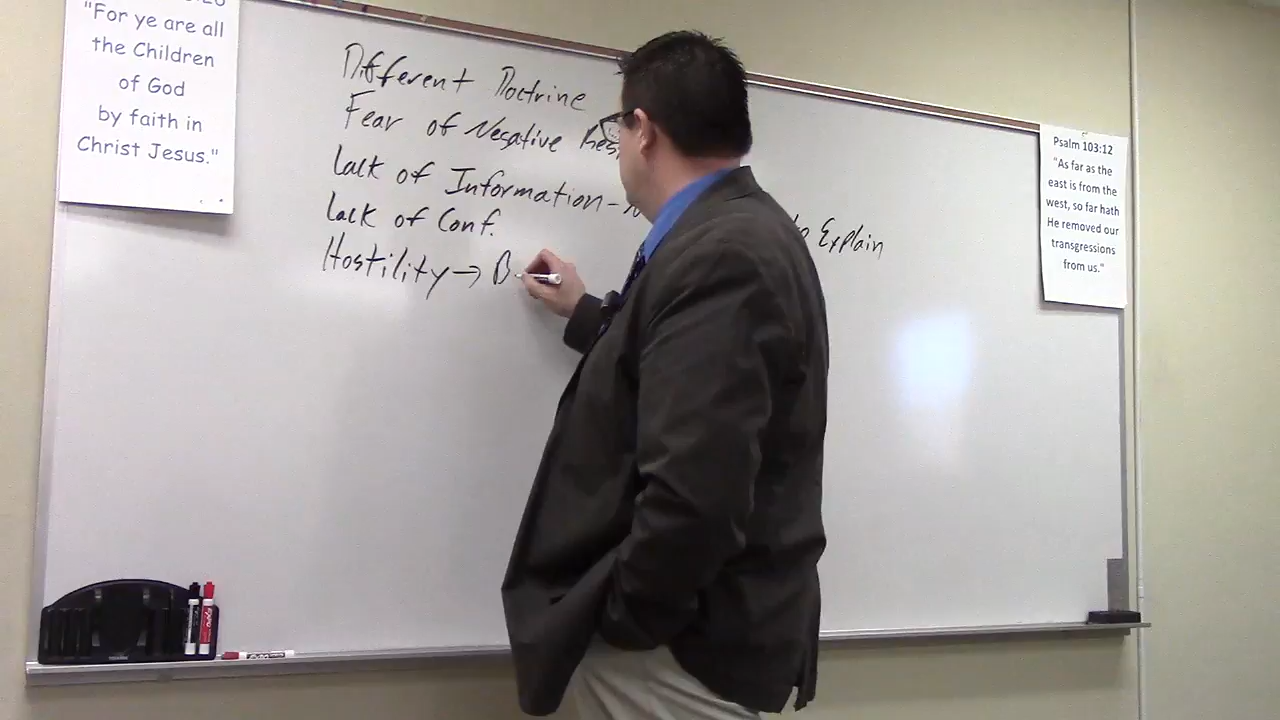 "For ye are all
the Children
of God
by faith in
Christ Jesus."
Different Doctrine
Fear of Negative
Lack of Information -
Explain
Lack of Conf.
Hostility →
Psalm 103:12
"As far as the
east is from the
west, so far hath
He removed our
transgressions
from us."